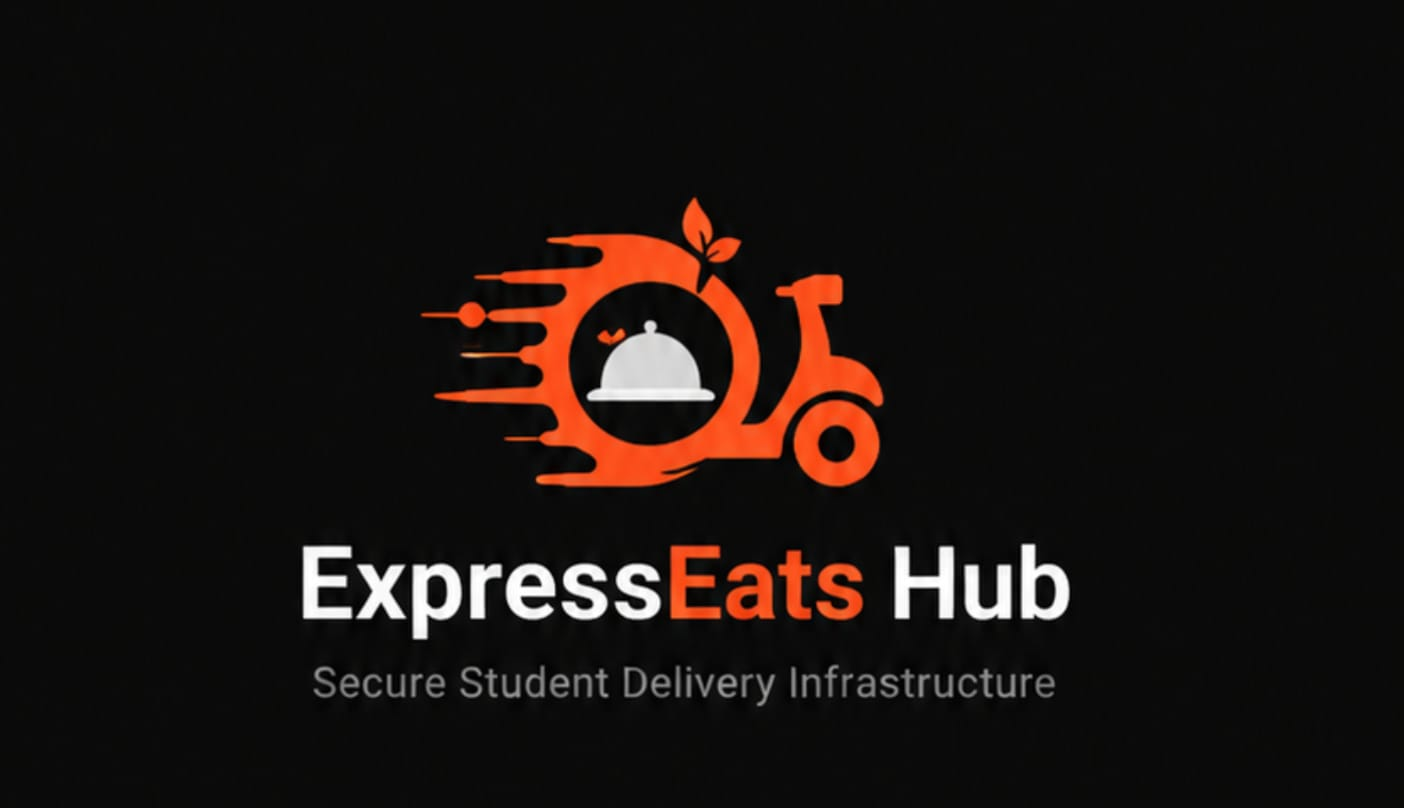 ExpressEats Hub
Secure Student Delivery Infrastructure